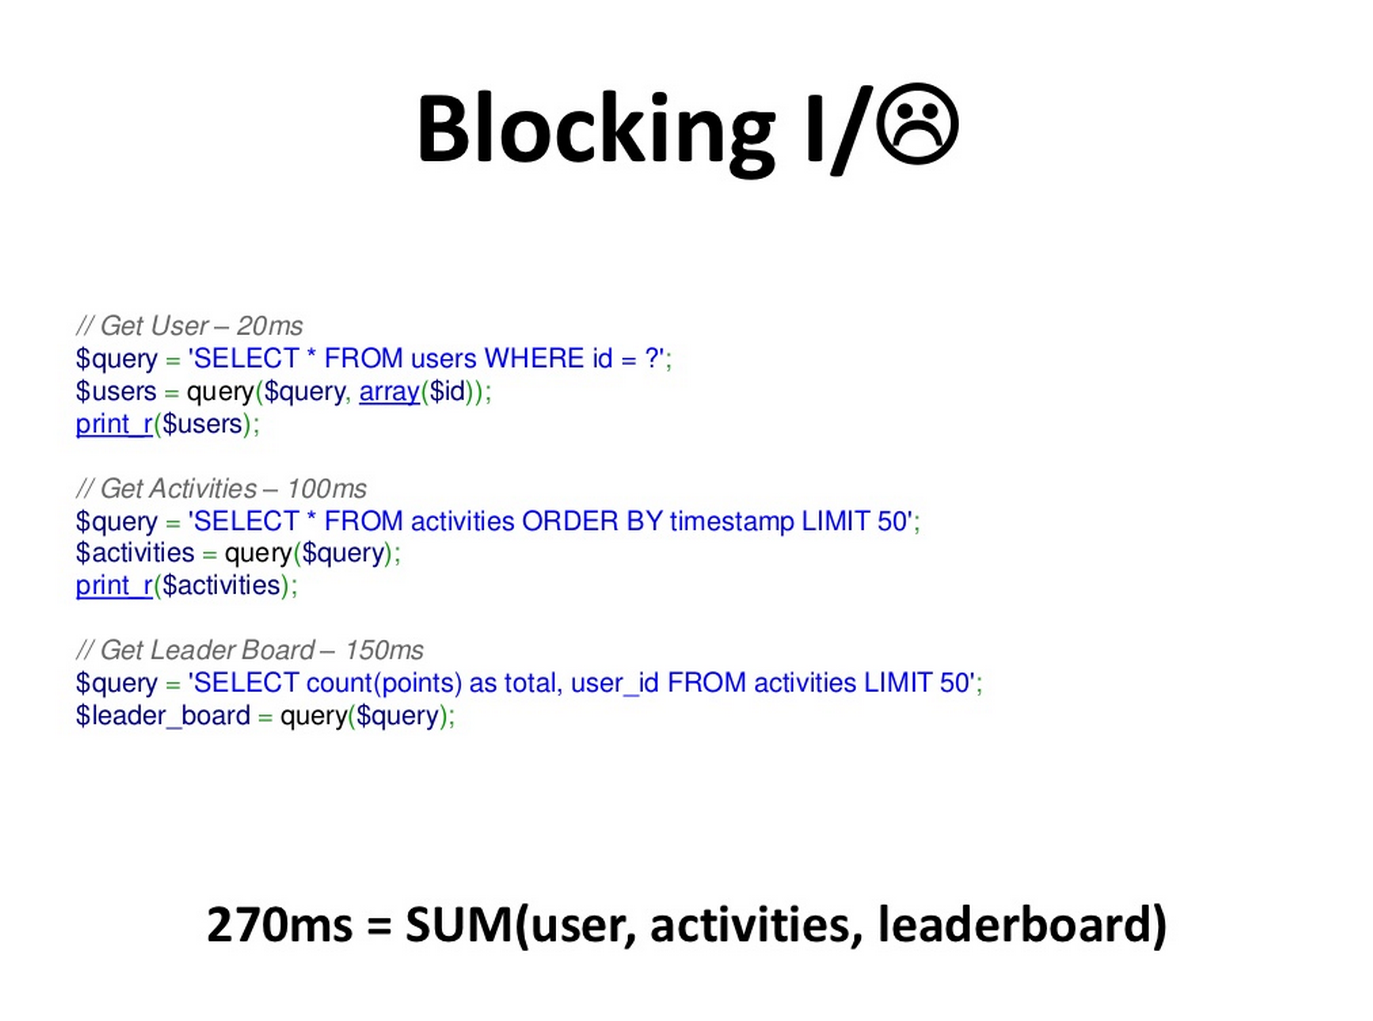 Blocking I/☹
// Get User – 20ms
$query = 'SELECT * FROM users WHERE id = ?';
$users = query($query, array($id));
print_r($users);
// Get Activities – 100ms
$query = 'SELECT * FROM activities ORDER BY timestamp LIMIT 50';
$activities = query($query);
print_r($activities);
// Get Leader Board – 150ms
$query = 'SELECT count(points) as total, user_id FROM activities LIMIT 50';
$leader_board = query($query);
270ms = SUM(user, activities, leaderboard)